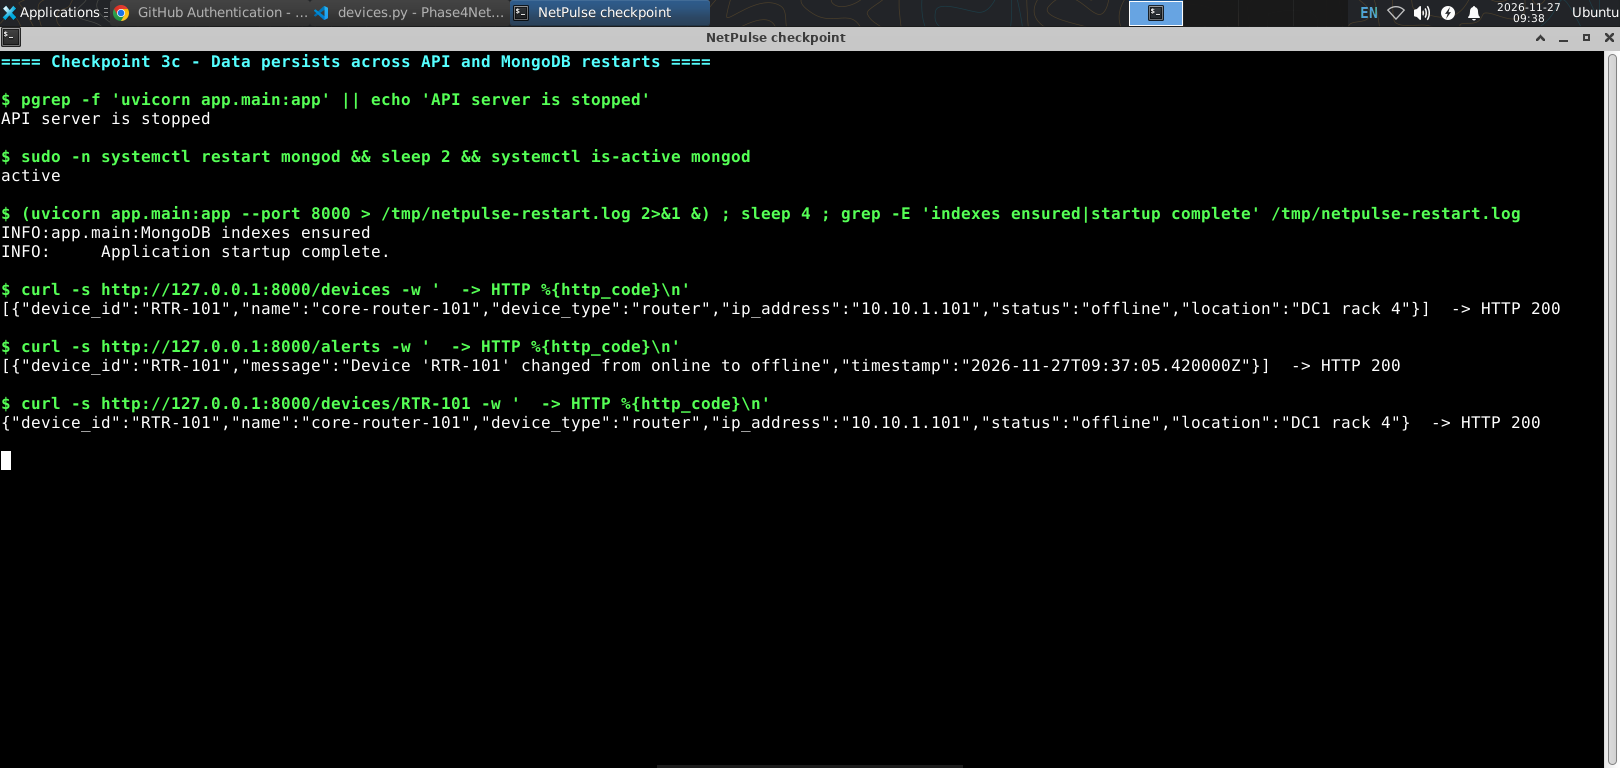 Applications
GitHub Authentication - ...
devices.py - Phase4Net...
NetPulse checkpoint
EN
2026-11-27
09:38
Ubuntu
NetPulse checkpoint
==== Checkpoint 3c - Data persists across API and MongoDB restarts ====
$ pgrep -f 'uvicorn app.main:app' || echo 'API server is stopped'
API server is stopped
$ sudo -n systemctl restart mongod && sleep 2 && systemctl is-active mongod
active
$ (uvicorn app.main:app --port 8000 > /tmp/netpulse-restart.log 2>&1 &) ; sleep 4 ; grep -E 'indexes ensured|startup complete' /tmp/netpulse-restart.log
INFO:app.main:MongoDB indexes ensured
INFO:     Application startup complete.
$ curl -s http://127.0.0.1:8000/devices -w '  -> HTTP %{http_code}\n'
[{"device_id":"RTR-101","name":"core-router-101","device_type":"router","ip_address":"10.10.1.101","status":"offline","location":"DC1 rack 4"}]  -> HTTP 200
$ curl -s http://127.0.0.1:8000/alerts -w '  -> HTTP %{http_code}\n'
[{"device_id":"RTR-101","message":"Device 'RTR-101' changed from online to offline","timestamp":"2026-11-27T09:37:05.420000Z"}]  -> HTTP 200
$ curl -s http://127.0.0.1:8000/devices/RTR-101 -w '  -> HTTP %{http_code}\n'
{"device_id":"RTR-101","name":"core-router-101","device_type":"router","ip_address":"10.10.1.101","status":"offline","location":"DC1 rack 4"}  -> HTTP 200